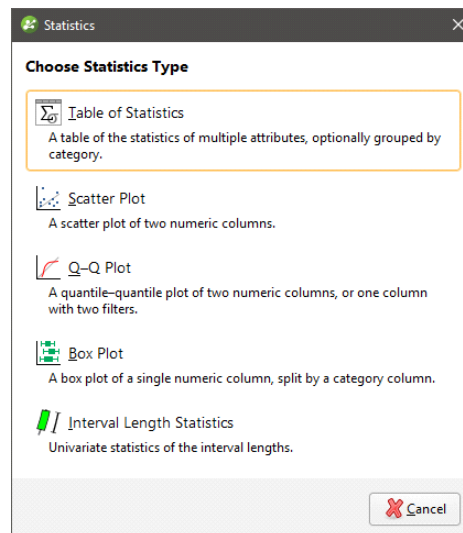 Statistics
Choose Statistics Type
Table of Statistics
A table of the statistics of multiple attributes, optionally grouped by
category.
Scatter Plot
A scatter plot of two numeric columns.
Q–Q Plot
A quantile–quantile plot of two numeric columns, or one column
with two filters.
Box Plot
A box plot of a single numeric column, split by a category column.
Interval Length Statistics
Univariate statistics of the interval lengths.
Cancel